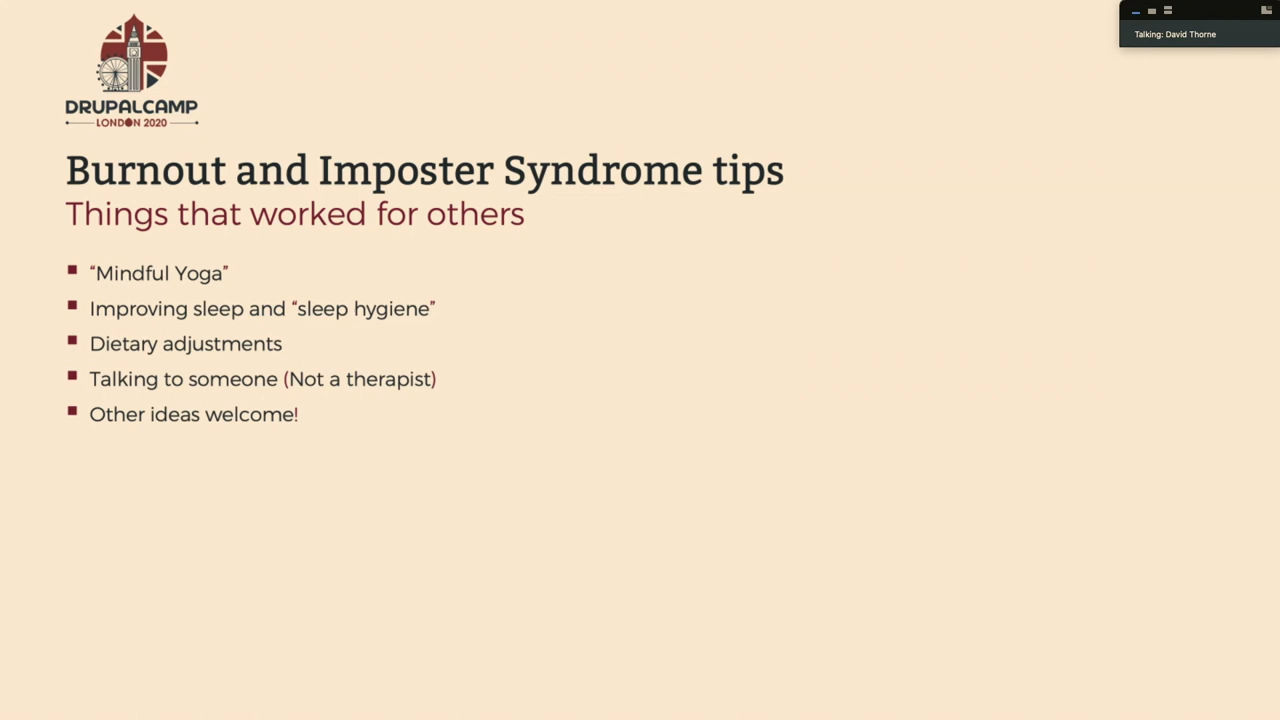 Talking: David Thorne
DRUPALCAMP
LONDON 2020
Burnout and Imposter Syndrome tips
Things that worked for others
“Mindful Yoga”
Improving sleep and “sleep hygiene”
Dietary adjustments
Talking to someone (Not a therapist)
Other ideas welcome!